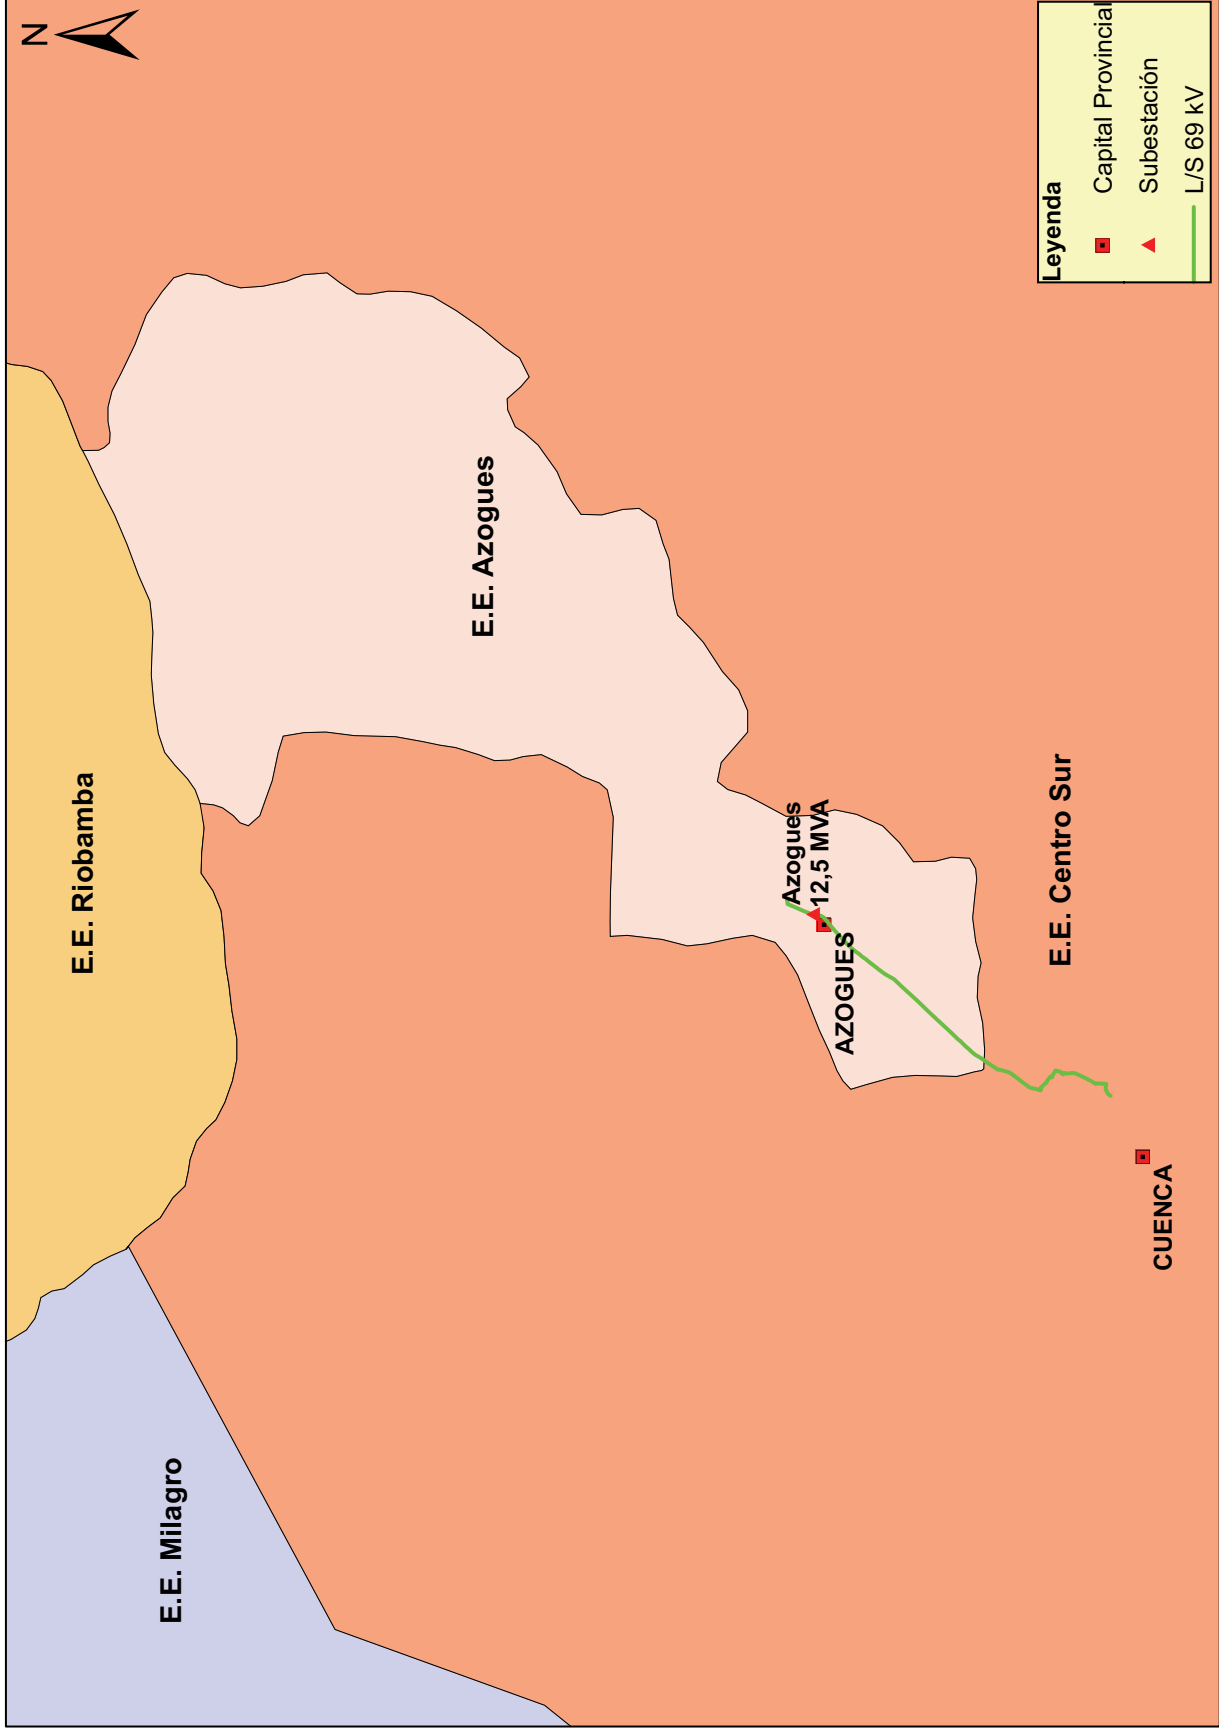 N
E.E. Milagro
E.E. Riobamba
E.E. Azogues
Azogues
12,5 MVA
AZOGUES
E.E. Centro Sur
CUENCA
Leyenda
Capital Provincial
Subestación
L/S 69 kV